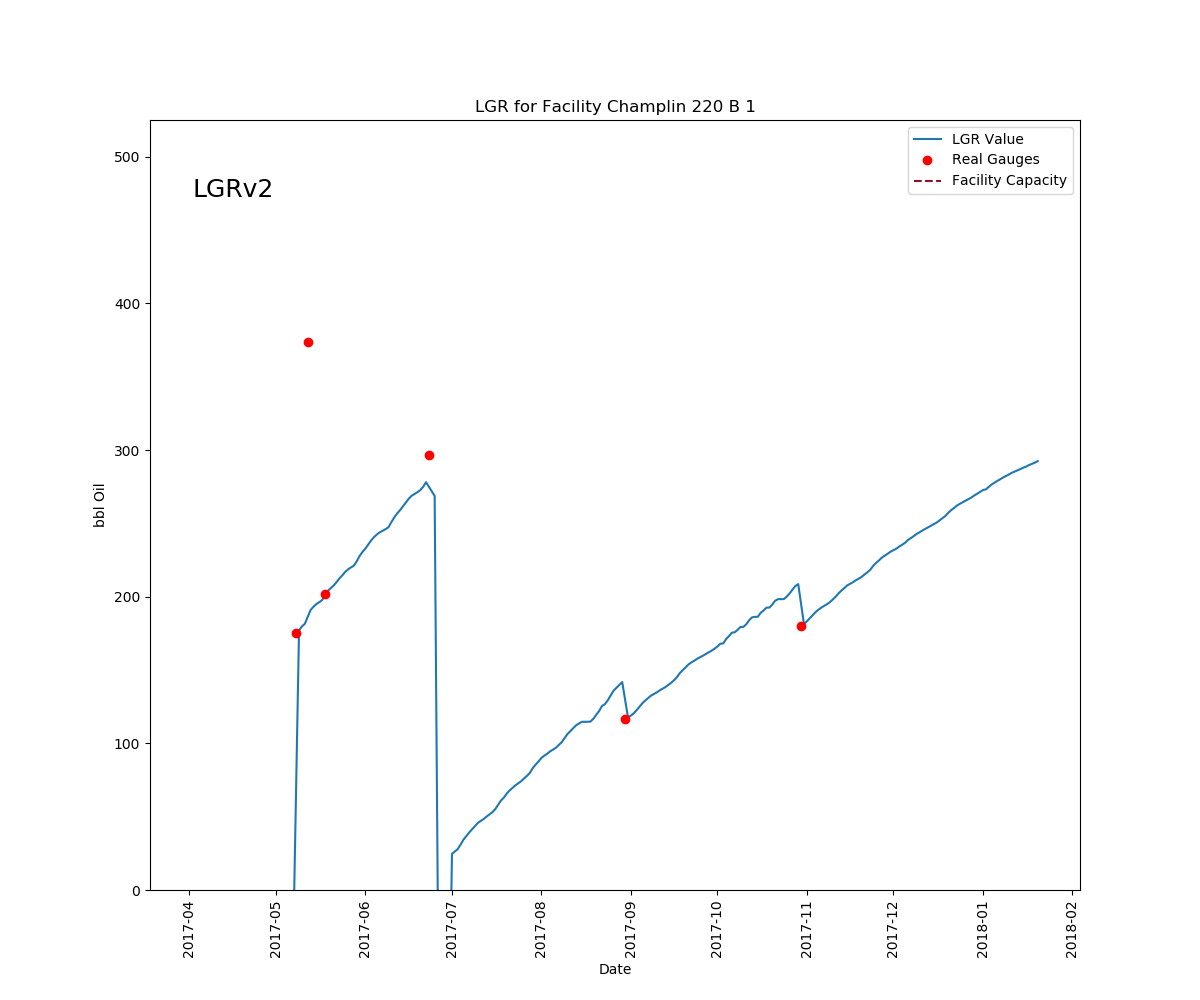 LGR for Facility Champlin 220 B 1
LGRv2
LGR Value
Real Gauges
Facility Capacity
500
400
300
200
100
0
bbl Oil
2017-04
2017-05
2017-06
2017-07
2017-08
2017-09
2017-10
2017-11
2017-12
2018-01
2018-02
Date